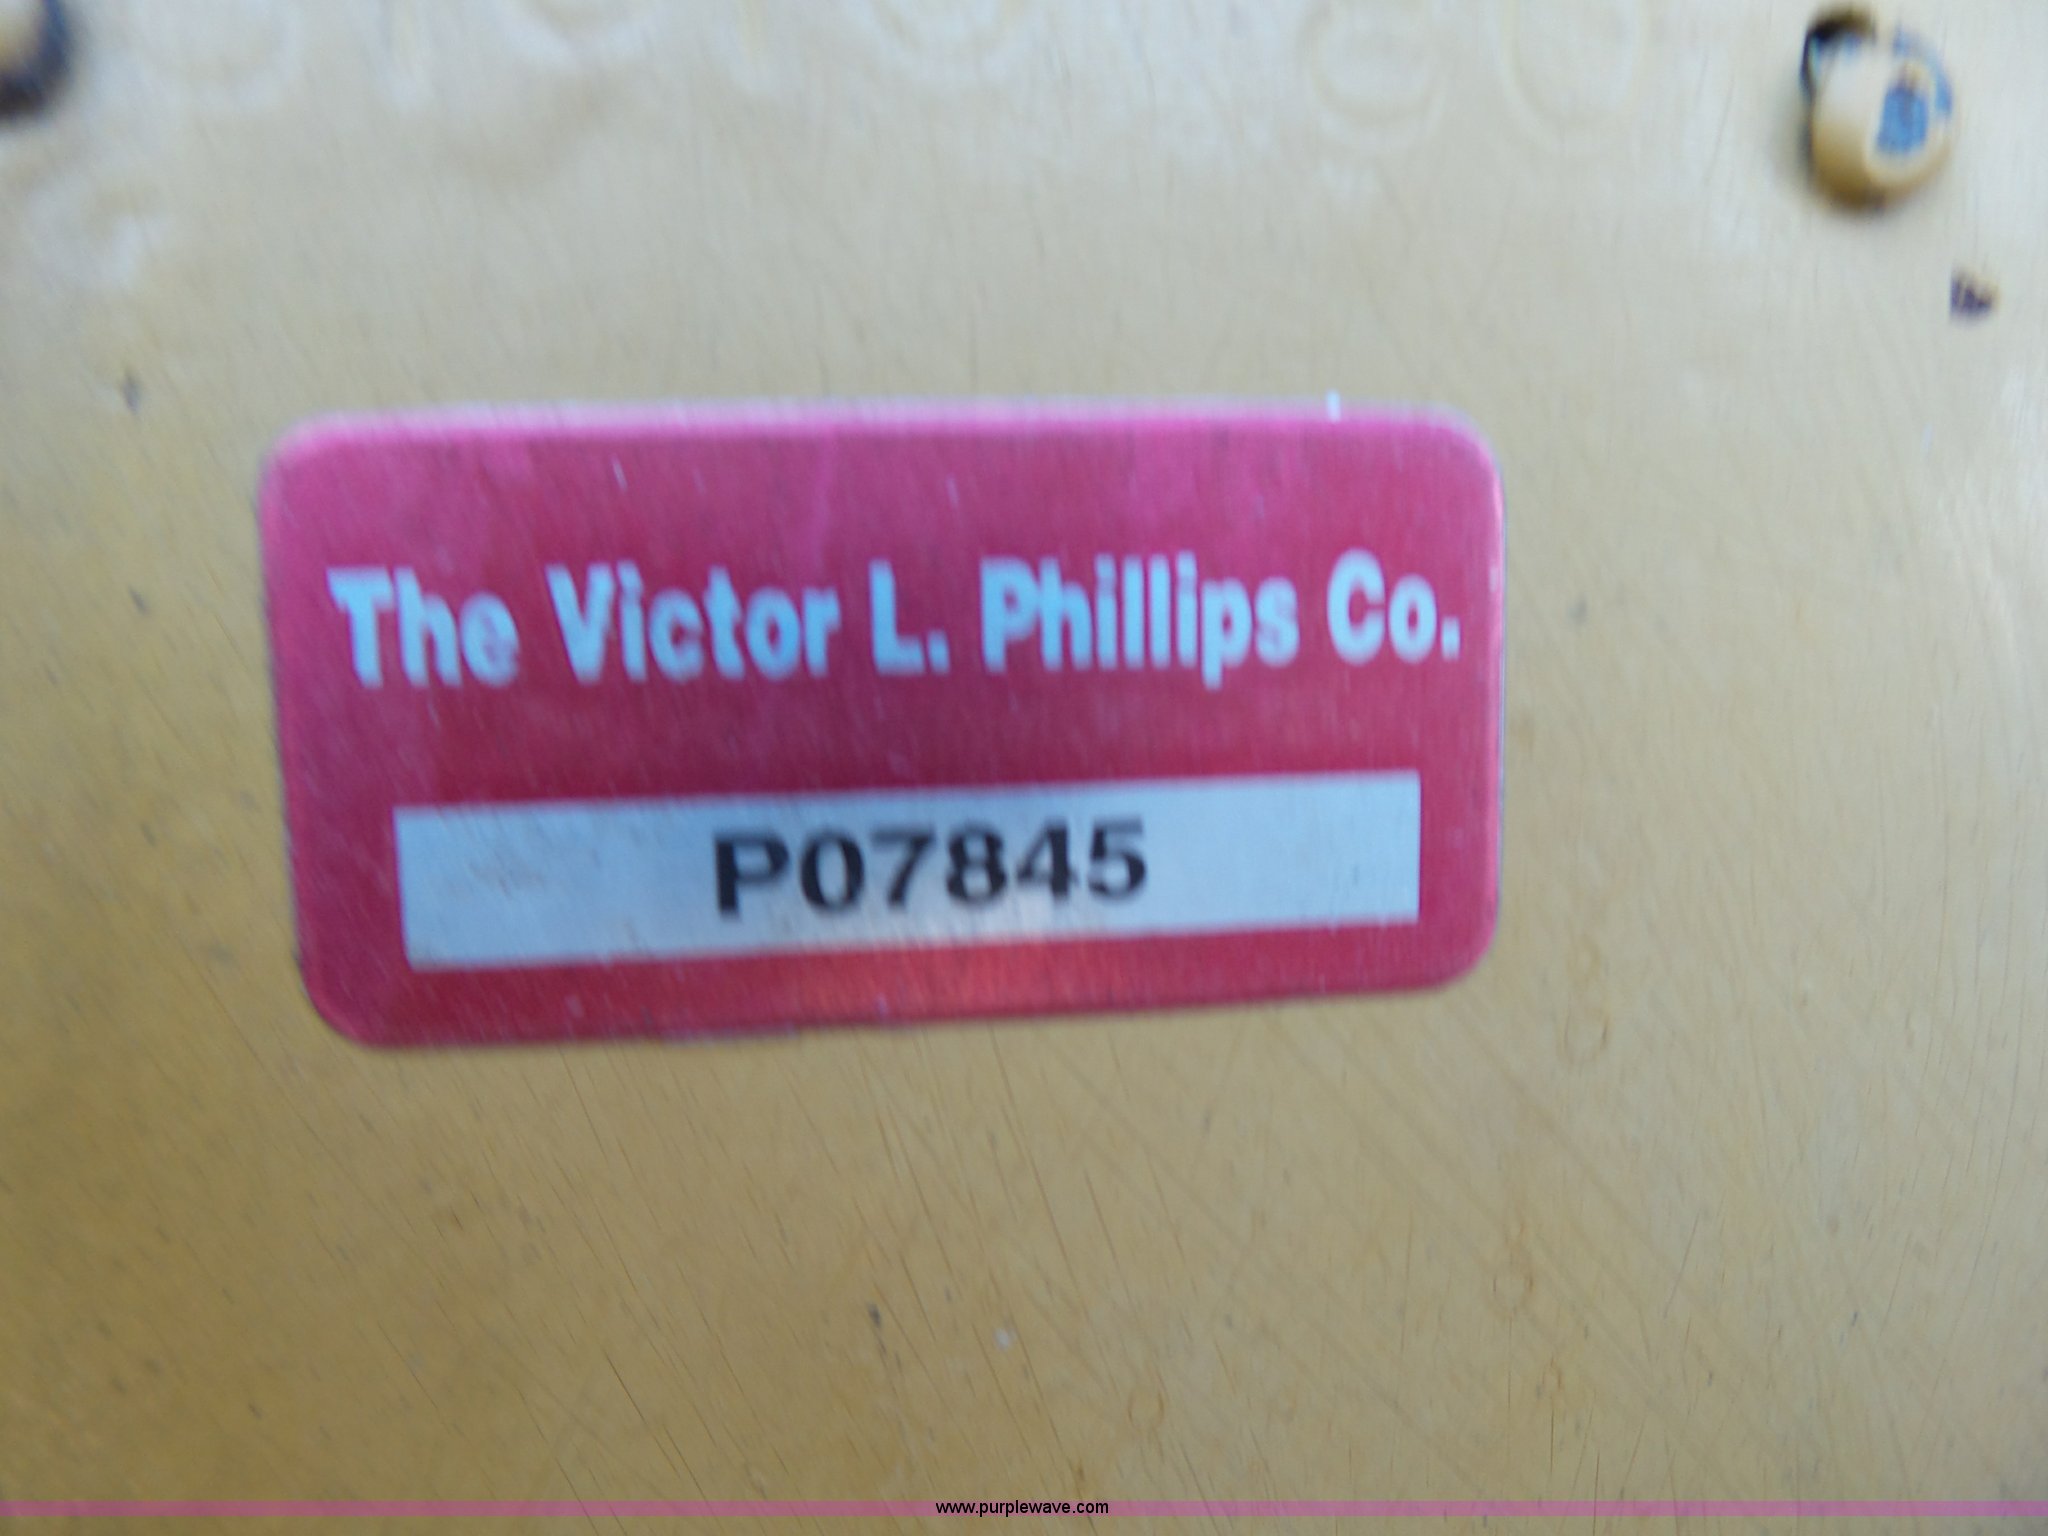 The Victor L. Phillips Co.
P07845
www.purplewave.com